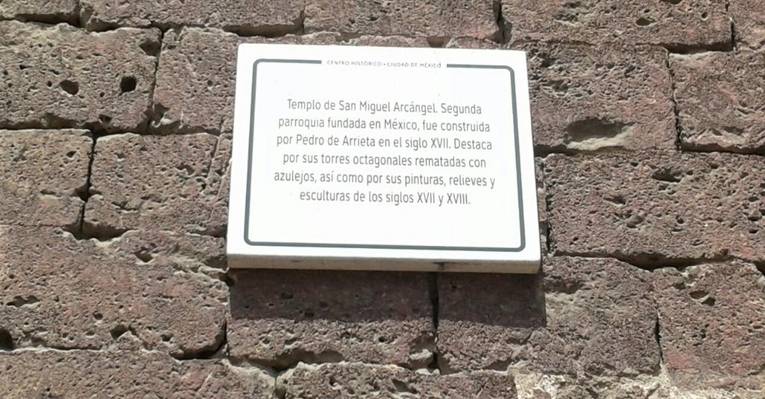 CENTRO HISTÓRICO • CIUDAD DE MÉXICO
Templo de San Miguel Arcángel. Segunda
parroquia fundada en México, fue construida
por Pedro de Arrieta en el siglo XVII. Destaca
por sus torres octagonales rematadas con
azulejos, así como por sus pinturas, relieves y
esculturas de los siglos XVII y XVIII.